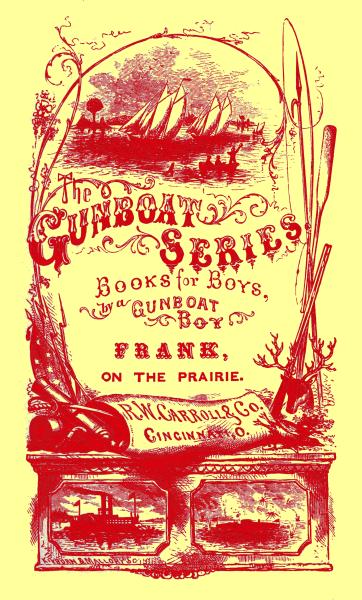 The
GUNBOAT
SERIES
BOOKS for BOYS,
by a GUNBOAT
BOY
FRANK,
ON THE PRAIRIE.
R.W. CARROLL & Co.
CINCINNATI, O.